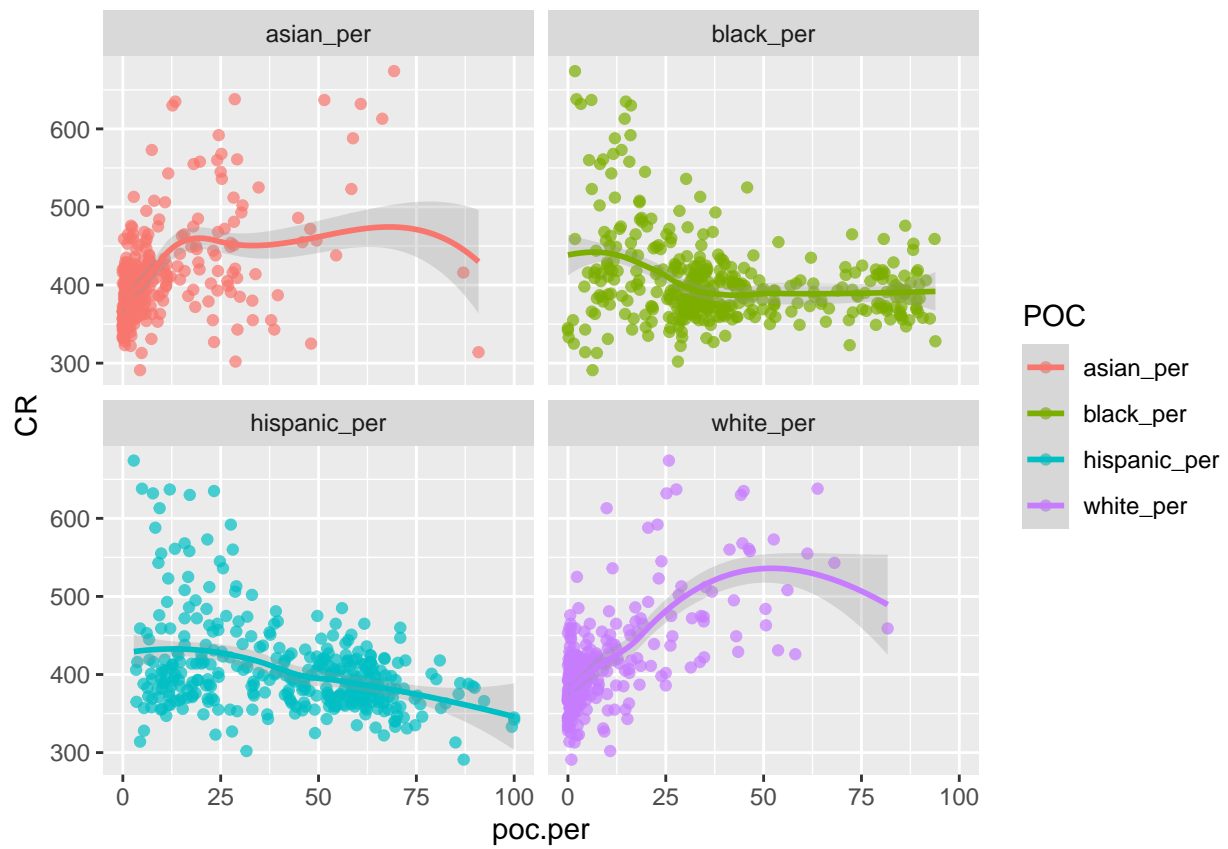 asian_per
black_per
600
500
400
300
hispanic_per
white_per
600
500
400
300
0
25
50
75
100
0
25
50
75
100
poc.per
CR
POC
asian_per
black_per
hispanic_per
white_per